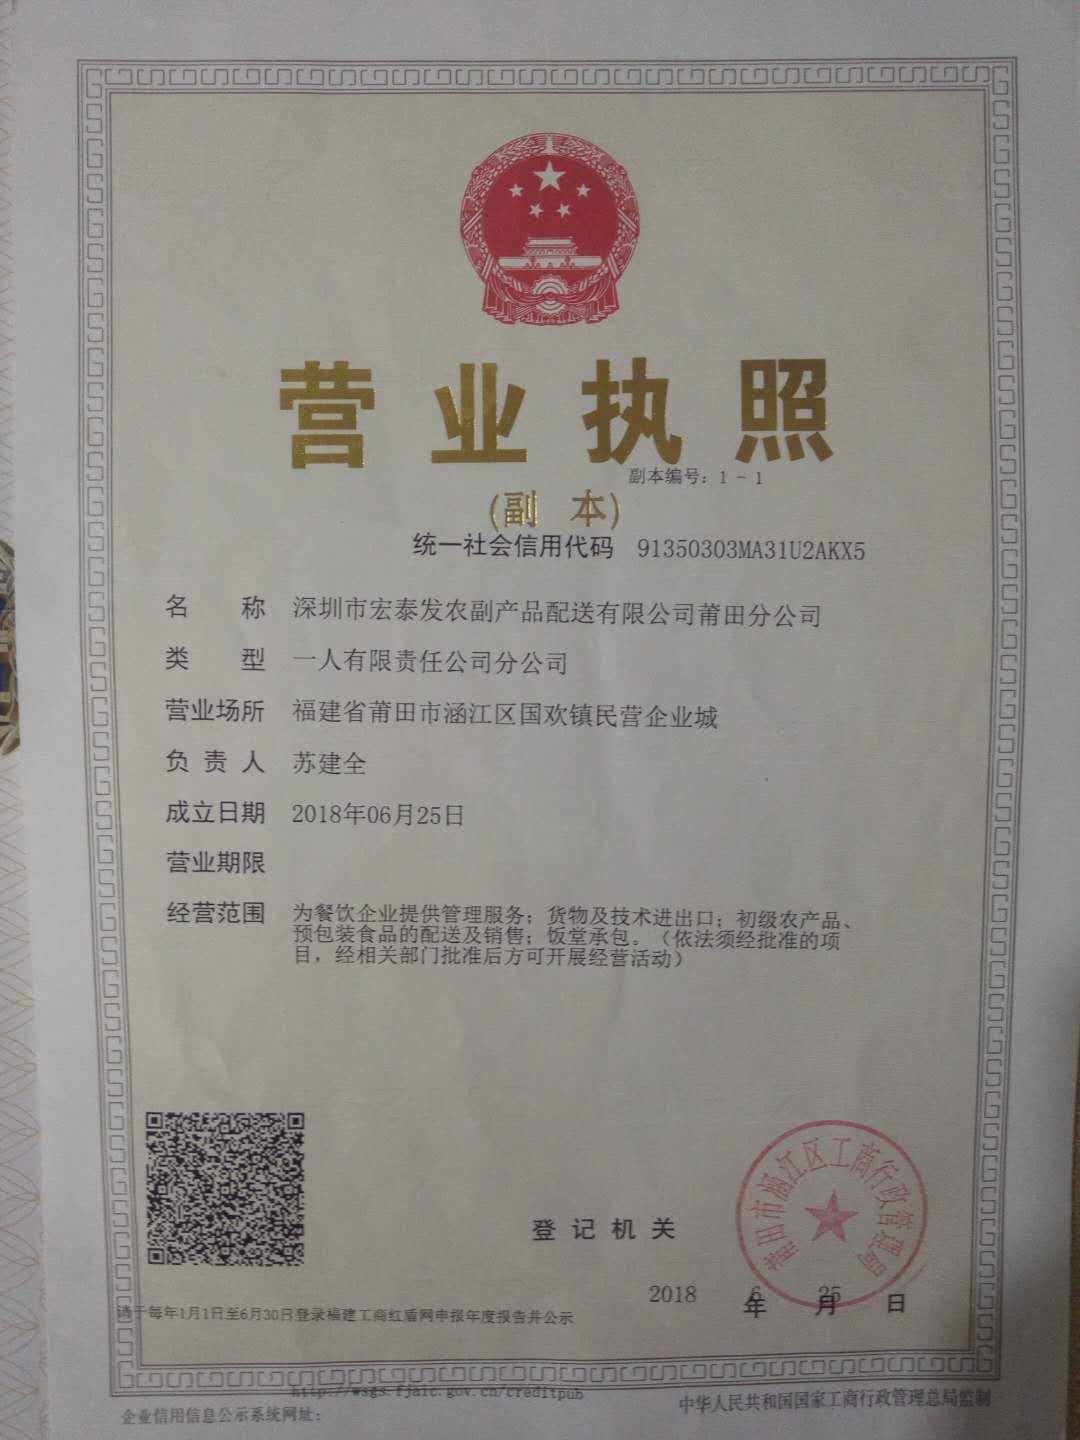 营业执照
副本编号：1-1
(副 本)
统一社会信用代码 91350303MA31U2AKX5
名 称 深圳市宏泰发农副产品配送有限公司莆田分公司
类 型 一人有限责任公司分公司
营业场所 福建省莆田市涵江区国欢镇民营企业城
负责人 苏建全
成立日期 2018年06月25日
营业期限
经营范围 为餐饮企业提供管理服务；货物及技术进出口；初级农产品、
预包装食品的配送及销售；饭堂承包。（依法须经批准的项
目，经相关部门批准后方可开展经营活动）
莆田市涵江区工商行政管理局
登记机关
2018年6月25日
请于每年1月1日至6月30日登录福建工商红盾网申报年度报告并公示
http://wsgs.fjaic.gov.cn/creditpub
企业信用信息公示系统网址：
中华人民共和国国家工商行政管理总局监制